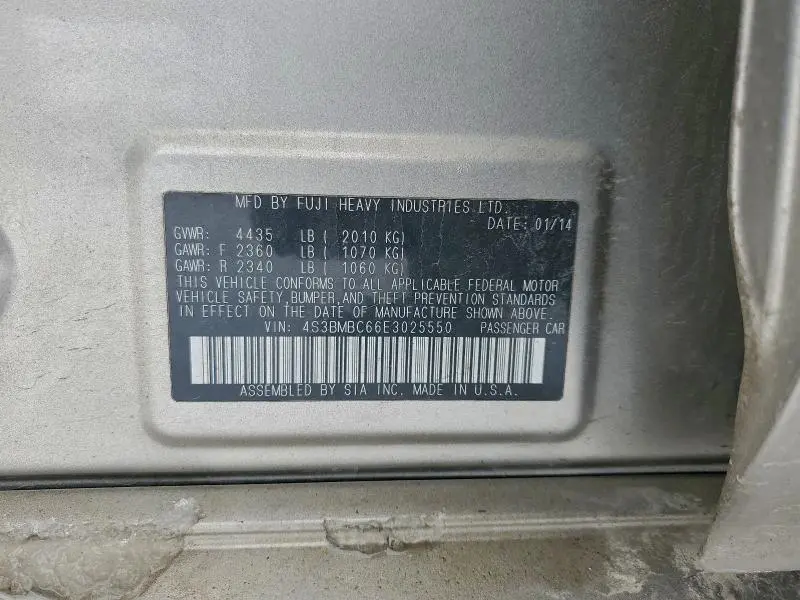 MFD BY FUJI HEAVY INDUSTRIES LTD.
DATE: 01/14
GVWR: 4435 LB ( 2010 KG)
GAWR: F 2360 LB ( 1070 KG)
GAWR: R 2340 LB ( 1060 KG)
THIS VEHICLE CONFORMS TO ALL APPLICABLE FEDERAL MOTOR
VEHICLE SAFETY, BUMPER, AND THEFT PREVENTION STANDARDS
IN EFFECT ON THE DATE OF MANUFACTURE SHOWN ABOVE.
VIN: 4S3BMBC66E3025550 PASSENGER CAR
ASSEMBLED BY SIA INC. MADE IN U.S.A.